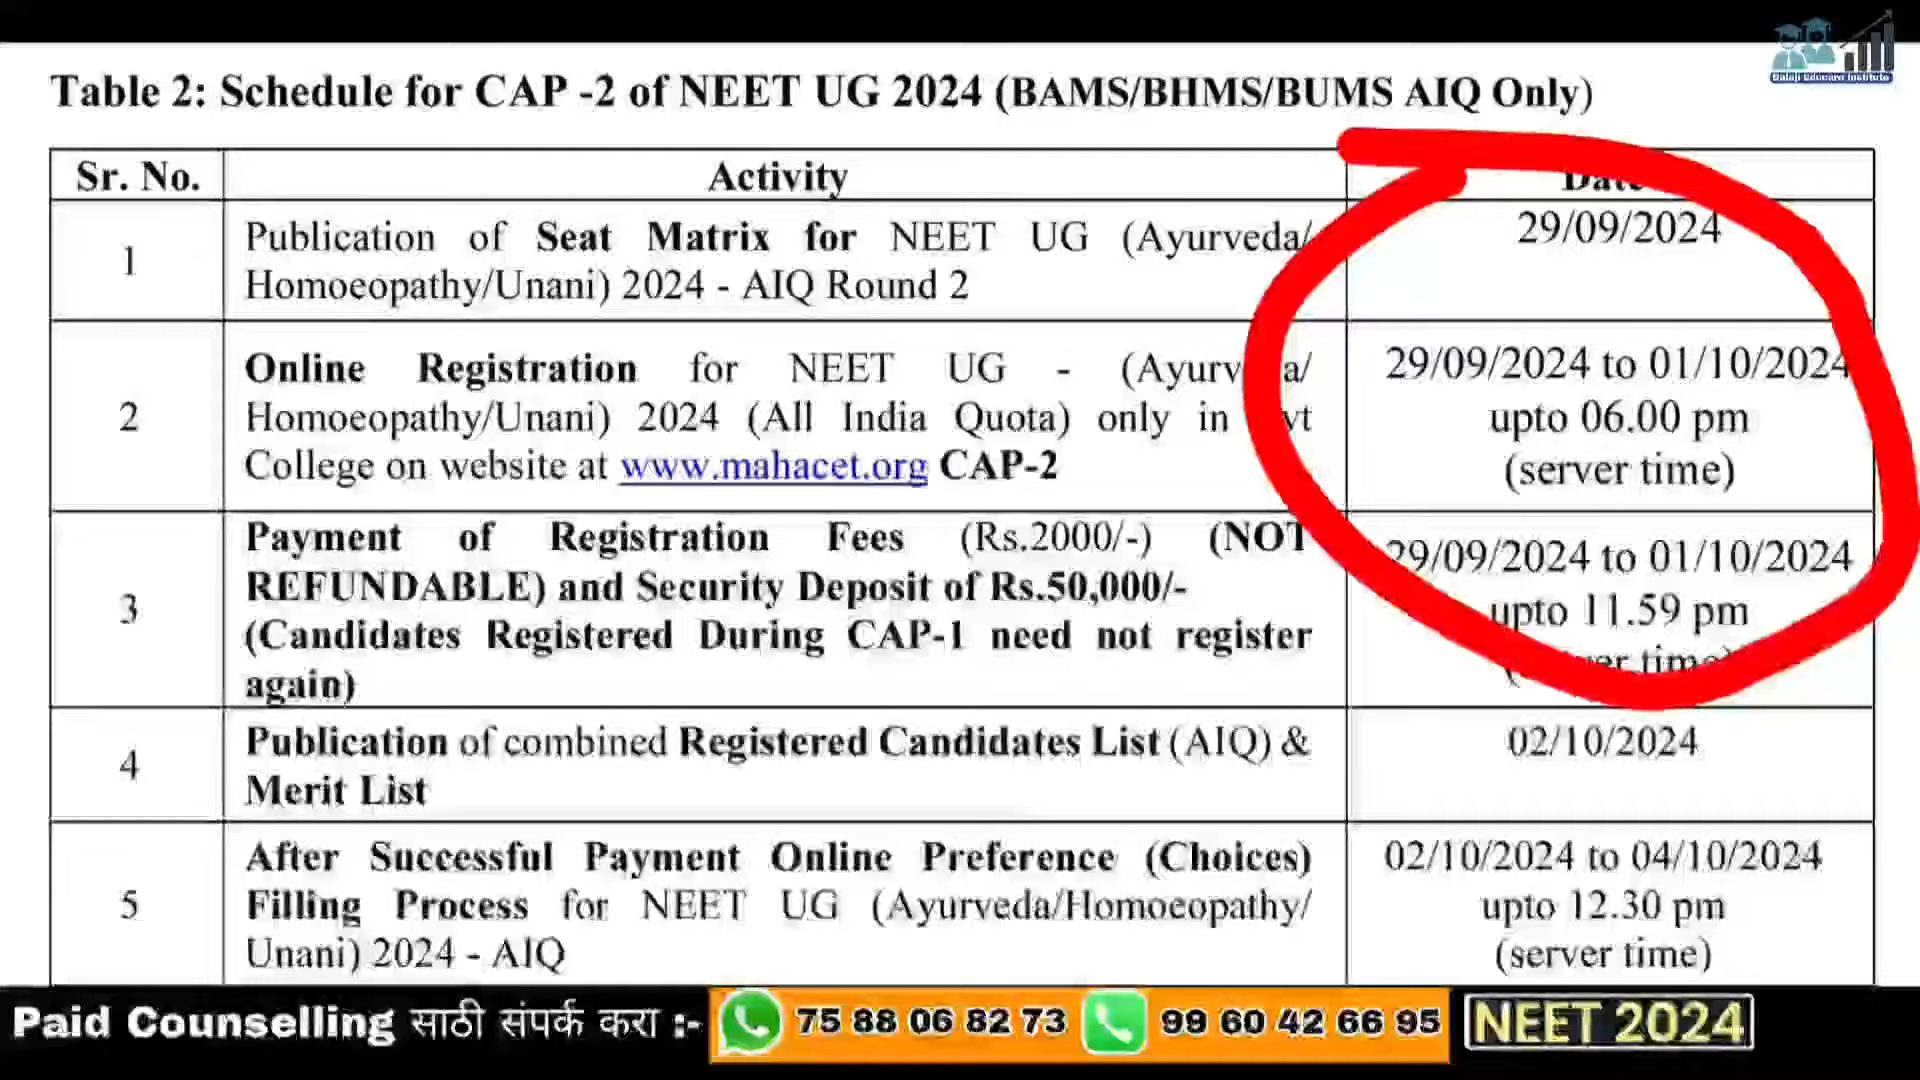 Balaji Educare Institute
Table 2: Schedule for CAP -2 of NEET UG 2024 (BAMS/BHMS/BUMS AIQ Only)
Sr. No. Activity Date
1 Publication of Seat Matrix for NEET UG (Ayurveda/ 29/09/2024
Homoeopathy/Unani) 2024 - AIQ Round 2
2 Online Registration for NEET UG - (Ayurveda/ 29/09/2024 to 01/10/2024
Homoeopathy/Unani) 2024 (All India Quota) only in upto 06.00 pm
College on website at www.mahacet.org CAP-2 (server time)
3 Payment of Registration Fees (Rs.2000/-) (NOT 29/09/2024 to 01/10/2024
REFUNDABLE) and Security Deposit of Rs.50,000/- upto 11.59 pm
(Candidates Registered During CAP-1 need not register (server time)
again)
4 Publication of combined Registered Candidates List (AIQ) & 02/10/2024
Merit List
5 After Successful Payment Online Preference (Choices) 02/10/2024 to 04/10/2024
Filling Process for NEET UG (Ayurveda/Homoeopathy/ upto 12.30 pm
Unani) 2024 - AIQ (server time)
Paid Counselling साठी संपर्क करा :- 75 88 06 82 73 99 60 42 66 95 NEET 2024